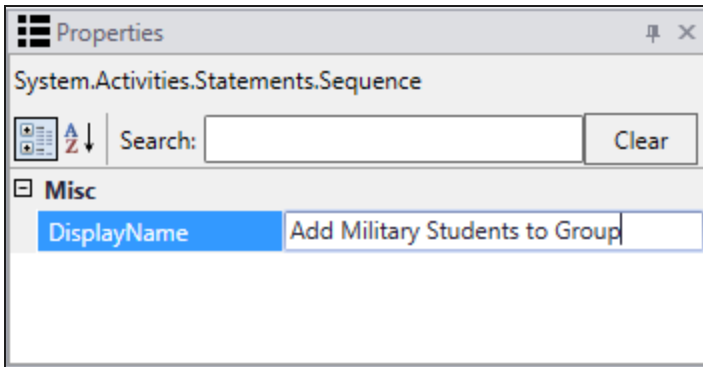 Properties
System.Activities.Statements.Sequence
A Z Search: Clear
Misc
DisplayName Add Military Students to Group